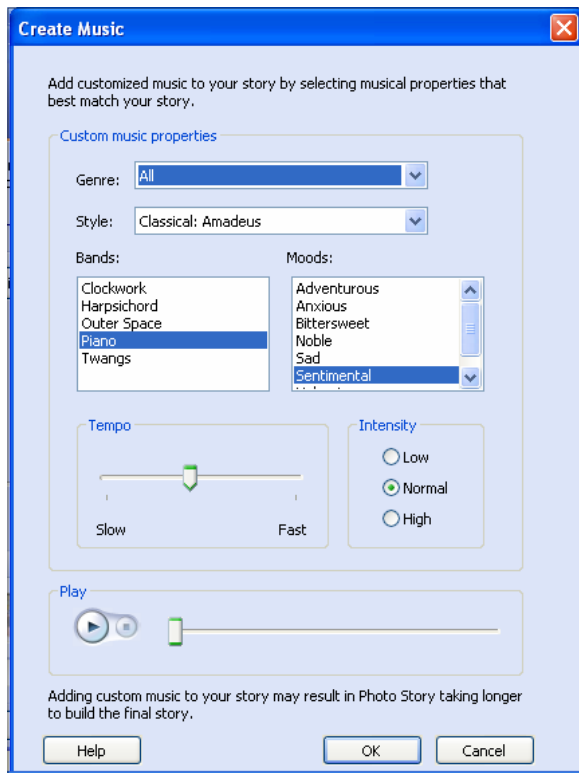 Create Music
Add customized music to your story by selecting musical properties that
best match your story.
Custom music properties
Genre: All
Style: Classical: Amadeus
Bands: Moods:
Clockwork Adventurous
Harpsichord Anxious
Outer Space Bittersweet
Piano Noble
Twangs Sad
Sentimental
Tempo Intensity
Low
Normal
High
Slow Fast
Play
Adding custom music to your story may result in Photo Story taking longer
to build the final story.
Help OK Cancel